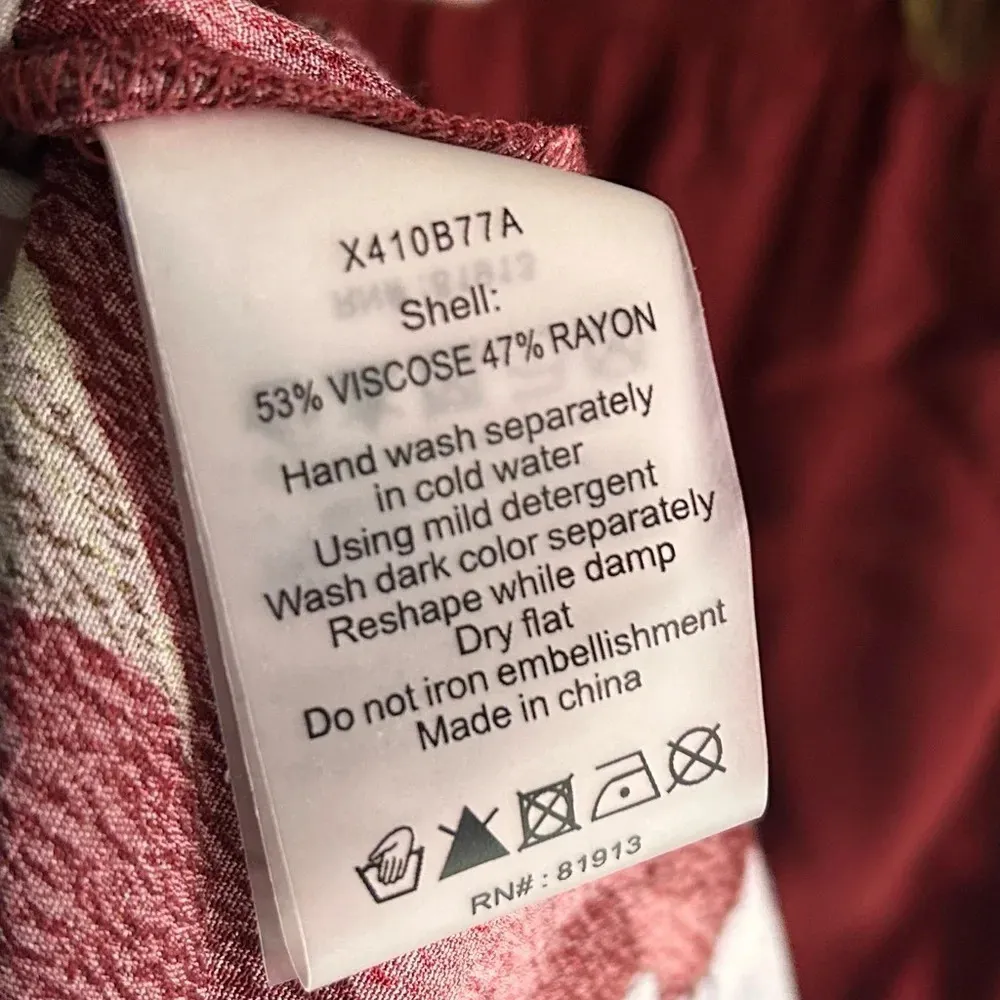 X410B77A
Shell:
53% VISCOSE 47% RAYON
Hand wash separately
in cold water
Using mild detergent
Wash dark color separately
Reshape while damp
Dry flat
Do not iron embellishment
Made in china
RN# : 81913